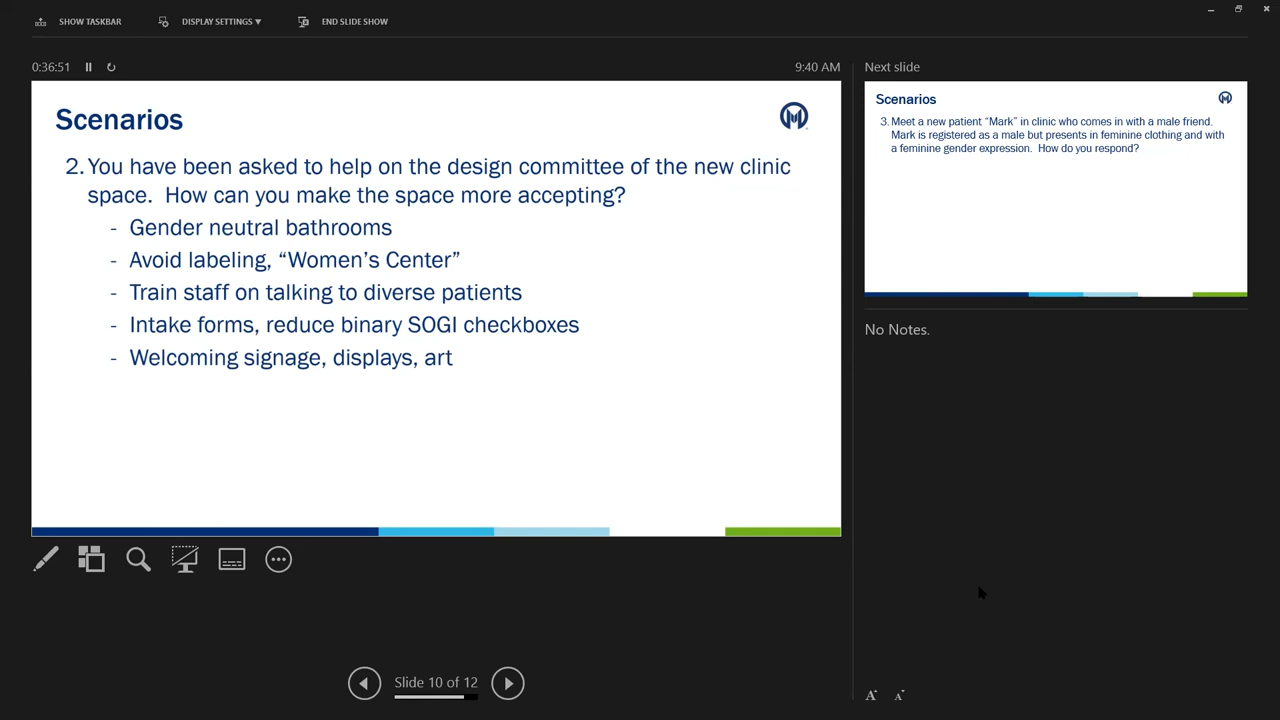 SHOW TASKBAR
DISPLAY SETTINGS ▼
END SLIDE SHOW
0:36:51
9:40 AM
Scenarios
2. You have been asked to help on the design committee of the new clinic
space.  How can you make the space more accepting?
- Gender neutral bathrooms
- Avoid labeling, “Women’s Center”
- Train staff on talking to diverse patients
- Intake forms, reduce binary SOGI checkboxes
- Welcoming signage, displays, art
Slide 10 of 12
Next slide
Scenarios
3. Meet a new patient “Mark” in clinic who comes in with a male friend.
Mark is registered as a male but presents in feminine clothing and with
a feminine gender expression.  How do you respond?
No Notes.
A A